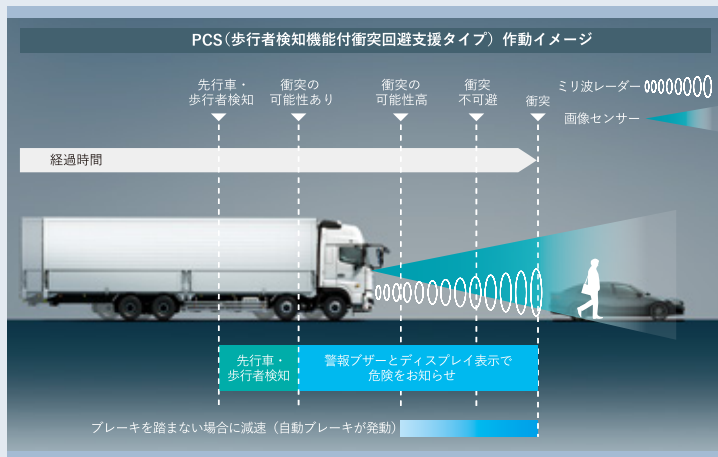 PCS（歩行者検知機能付衝突回避支援タイプ）作動イメージ
先行車・
歩行者検知
衝突の
可能性あり
衝突の
可能性高
衝突
不可避
衝突
ミリ波レーダー
画像センサー
経過時間
先行車・
歩行者検知
警報ブザーとディスプレイ表示で
危険をお知らせ
ブレーキを踏まない場合に減速（自動ブレーキが発動）